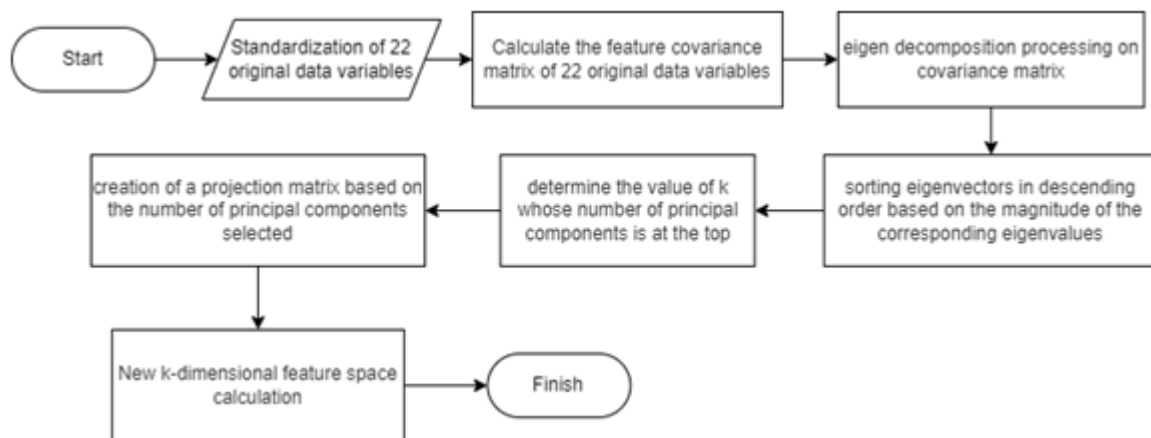 Start
Standardization of 22
original data variables
Calculate the feature covariance
matrix of 22 original data variables
eigen decomposition processing on
covariance matrix
sorting eigenvectors in descending
order based on the magnitude of the
corresponding eigenvalues
determine the value of k
whose number of principal
components is at the top
creation of a projection matrix based on
the number of principal components
selected
New k-dimensional feature space
calculation
Finish